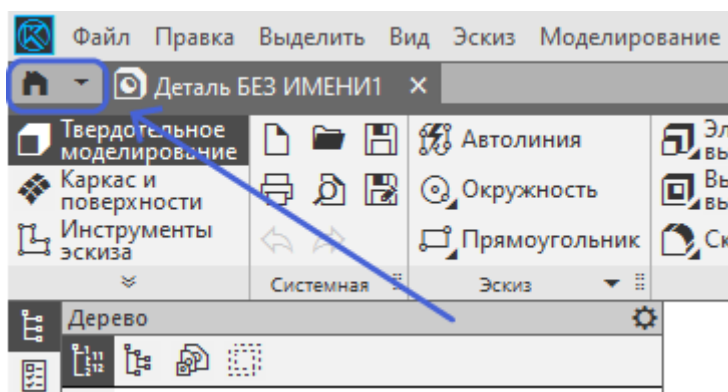 Файл Правка Выделить Вид Эскиз Моделирование
Деталь БЕЗ ИМЕНИ1
Твердотельное
моделирование
Автолиния
Каркас и
поверхности
Окружность
Инструменты
эскиза
Прямоугольник
Системная
Эскиз
Дерево